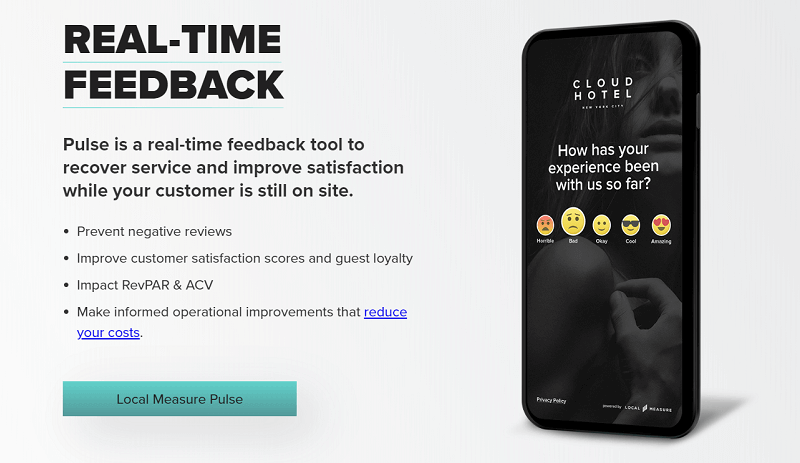 REAL-TIME
FEEDBACK
Pulse is a real-time feedback tool to
recover service and improve satisfaction
while your customer is still on site.
• Prevent negative reviews
• Improve customer satisfaction scores and guest loyalty
• Impact RevPAR & ACV
• Make informed operational improvements that reduce
your costs.
Local Measure Pulse
CLOUD
HOTEL
NEW YORK CITY
How has your
experience been
with us so far?
Horrible Bad Okay Cool Amazing
Privacy Policy
powered by LOCAL MEASURE